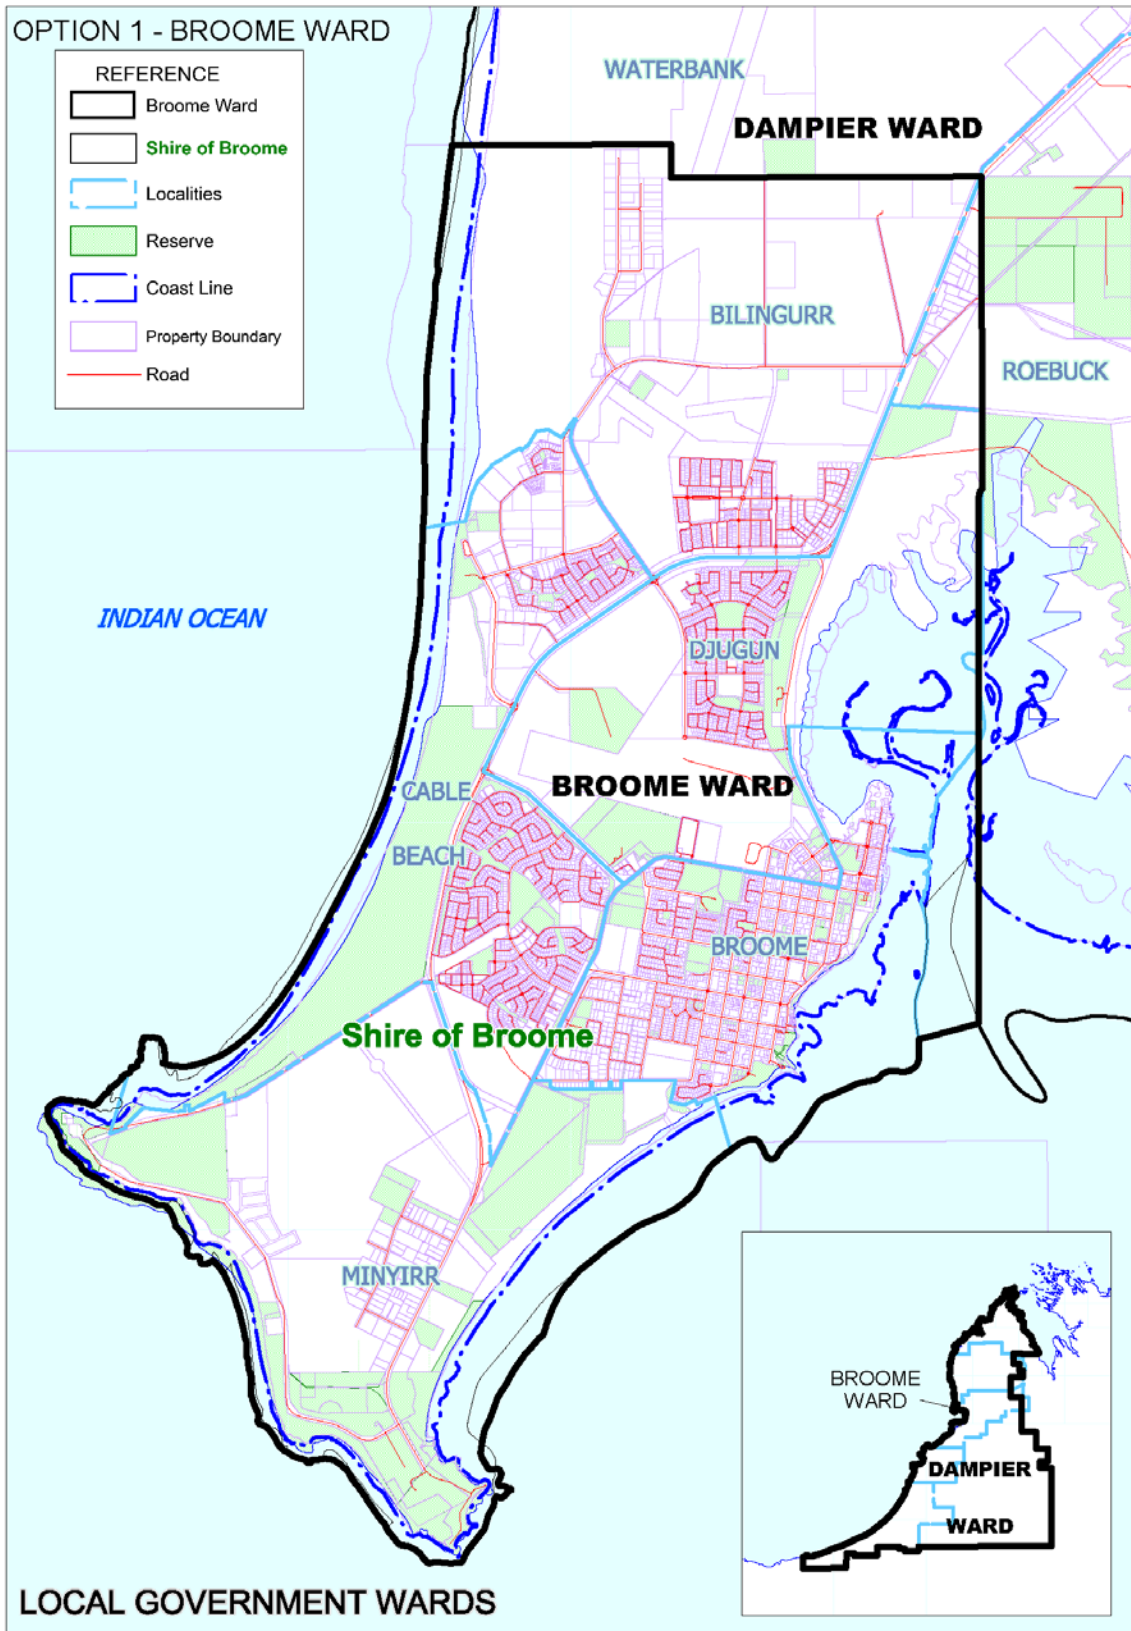 OPTION 1 - BROOME WARD
REFERENCE
Broome Ward
Shire of Broome
Localities
Reserve
Coast Line
Property Boundary
Road
WATERBANK
DAMPIER WARD
BILINGURR
ROEBUCK
INDIAN OCEAN
DJUGUN
BROOME WARD
CABLE
BEACH
BROOME
Shire of Broome
MINYIRR
BROOME
WARD
DAMPIER
WARD
LOCAL GOVERNMENT WARDS